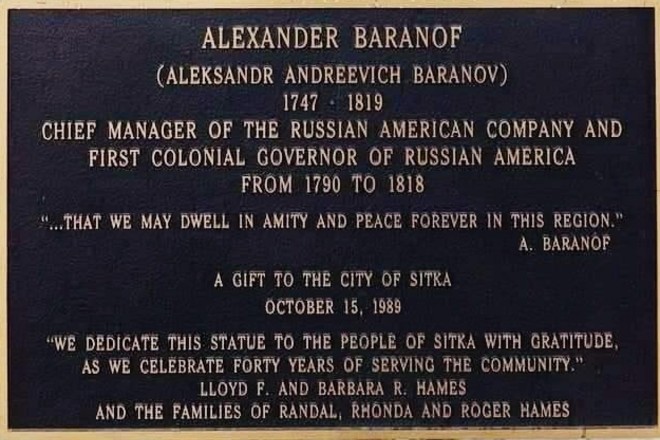 ALEXANDER BARANOF
(ALEKSANDR ANDREEVICH BARANOV)
1747 · 1819
CHIEF MANAGER OF THE RUSSIAN AMERICAN COMPANY AND
FIRST COLONIAL GOVERNOR OF RUSSIAN AMERICA
FROM 1790 TO 1818
"...THAT WE MAY DWELL IN AMITY AND PEACE FOREVER IN THIS REGION."
A. BARANOF
A GIFT TO THE CITY OF SITKA
OCTOBER 15, 1989
"WE DEDICATE THIS STATUE TO THE PEOPLE OF SITKA WITH GRATITUDE,
AS WE CELEBRATE FORTY YEARS OF SERVING THE COMMUNITY."
LLOYD F. AND BARBARA R. HAMES
AND THE FAMILIES OF RANDAL, RHONDA AND ROGER HAMES